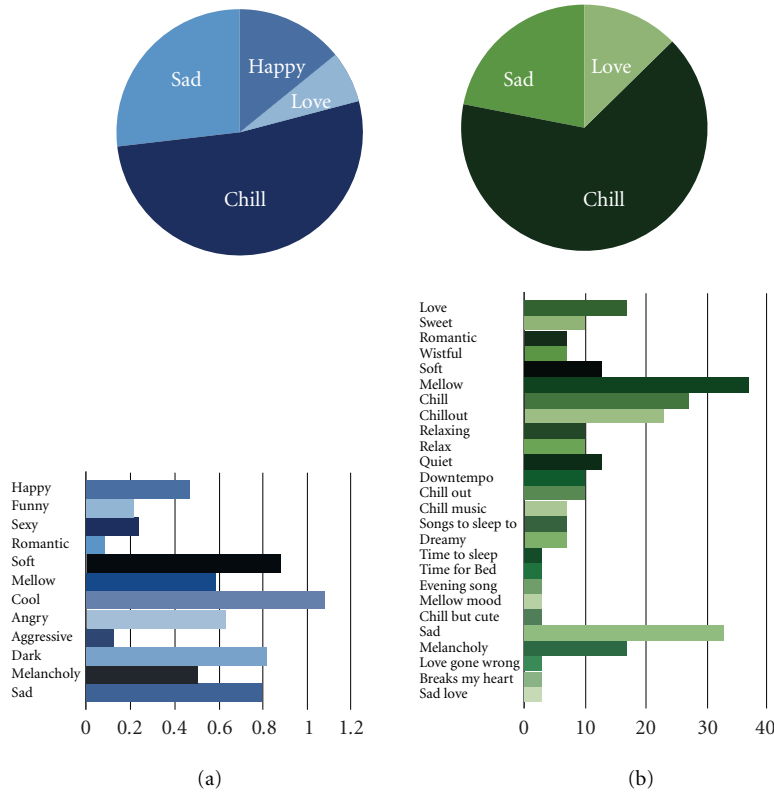 Sad
Happy
Love
Chill
Sad
Love
Chill
Happy
Funny
Sexy
Romantic
Soft
Mellow
Cool
Angry
Aggressive
Dark
Melancholy
Sad
0 0.2 0.4 0.6 0.8 1 1.2
(a)
Love
Sweet
Romantic
Wistful
Soft
Mellow
Chill
Chillout
Relaxing
Relax
Quiet
Downtempo
Chill out
Chill music
Songs to sleep to
Dreamy
Time to sleep
Time for Bed
Evening song
Mellow mood
Chill but cute
Sad
Melancholy
Love gone wrong
Breaks my heart
Sad love
0 10 20 30 40
(b)